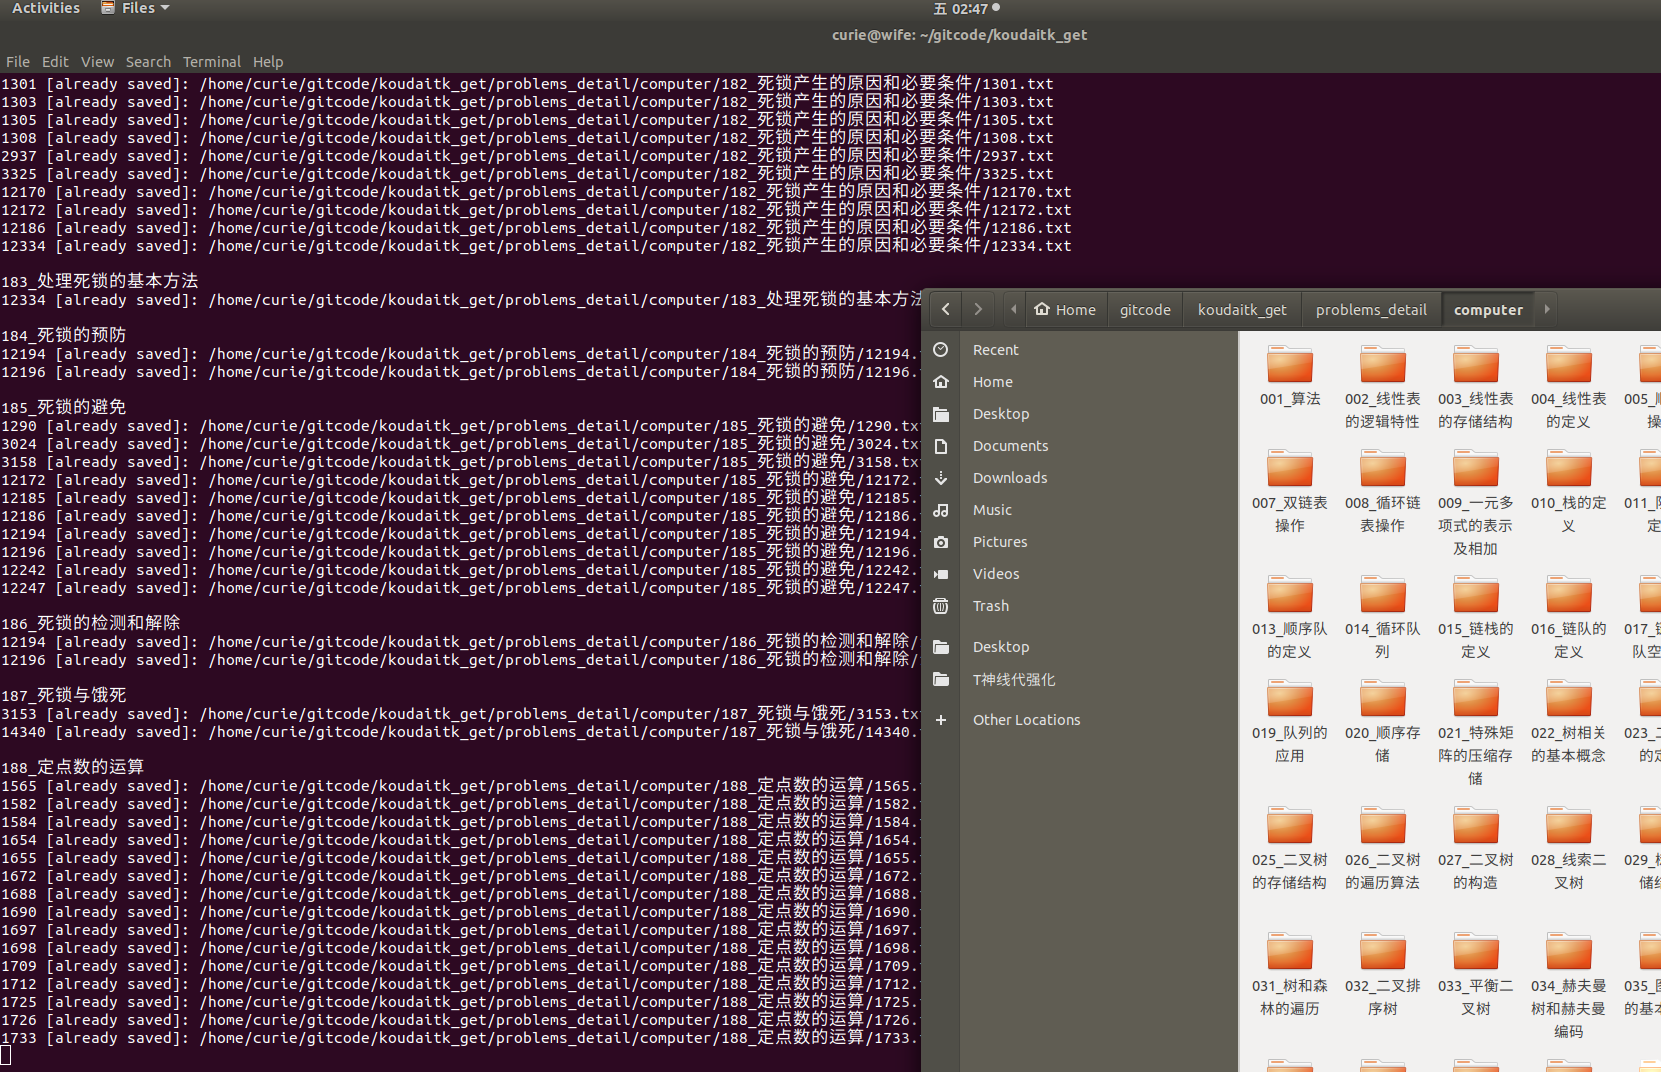 Activities
Files
五 02:47
curie@wife: ~/gitcode/koudaitk_get
File Edit View Search Terminal Help
1301 [already saved]: /home/curie/gitcode/koudaitk_get/problems_detail/computer/182_死锁产生的原因和必要条件/1301.txt
1303 [already saved]: /home/curie/gitcode/koudaitk_get/problems_detail/computer/182_死锁产生的原因和必要条件/1303.txt
1305 [already saved]: /home/curie/gitcode/koudaitk_get/problems_detail/computer/182_死锁产生的原因和必要条件/1305.txt
1308 [already saved]: /home/curie/gitcode/koudaitk_get/problems_detail/computer/182_死锁产生的原因和必要条件/1308.txt
2937 [already saved]: /home/curie/gitcode/koudaitk_get/problems_detail/computer/182_死锁产生的原因和必要条件/2937.txt
3325 [already saved]: /home/curie/gitcode/koudaitk_get/problems_detail/computer/182_死锁产生的原因和必要条件/3325.txt
12170 [already saved]: /home/curie/gitcode/koudaitk_get/problems_detail/computer/182_死锁产生的原因和必要条件/12170.txt
12172 [already saved]: /home/curie/gitcode/koudaitk_get/problems_detail/computer/182_死锁产生的原因和必要条件/12172.txt
12186 [already saved]: /home/curie/gitcode/koudaitk_get/problems_detail/computer/182_死锁产生的原因和必要条件/12186.txt
12334 [already saved]: /home/curie/gitcode/koudaitk_get/problems_detail/computer/182_死锁产生的原因和必要条件/12334.txt
183_处理死锁的基本方法
12334 [already saved]: /home/curie/gitcode/koudaitk_get/problems_detail/computer/183_处理死锁的基本方法
184_死锁的预防
12194 [already saved]: /home/curie/gitcode/koudaitk_get/problems_detail/computer/184_死锁的预防/12194.
12196 [already saved]: /home/curie/gitcode/koudaitk_get/problems_detail/computer/184_死锁的预防/12196.
185_死锁的避免
1290 [already saved]: /home/curie/gitcode/koudaitk_get/problems_detail/computer/185_死锁的避免/1290.txt
3024 [already saved]: /home/curie/gitcode/koudaitk_get/problems_detail/computer/185_死锁的避免/3024.txt
3158 [already saved]: /home/curie/gitcode/koudaitk_get/problems_detail/computer/185_死锁的避免/3158.txt
12172 [already saved]: /home/curie/gitcode/koudaitk_get/problems_detail/computer/185_死锁的避免/12172.
12185 [already saved]: /home/curie/gitcode/koudaitk_get/problems_detail/computer/185_死锁的避免/12185.
12186 [already saved]: /home/curie/gitcode/koudaitk_get/problems_detail/computer/185_死锁的避免/12186.
12194 [already saved]: /home/curie/gitcode/koudaitk_get/problems_detail/computer/185_死锁的避免/12194.
12196 [already saved]: /home/curie/gitcode/koudaitk_get/problems_detail/computer/185_死锁的避免/12196.
12242 [already saved]: /home/curie/gitcode/koudaitk_get/problems_detail/computer/185_死锁的避免/12242.
12247 [already saved]: /home/curie/gitcode/koudaitk_get/problems_detail/computer/185_死锁的避免/12247.
186_死锁的检测和解除
12194 [already saved]: /home/curie/gitcode/koudaitk_get/problems_detail/computer/186_死锁的检测和解除/
12196 [already saved]: /home/curie/gitcode/koudaitk_get/problems_detail/computer/186_死锁的检测和解除/
187_死锁与饿死
3153 [already saved]: /home/curie/gitcode/koudaitk_get/problems_detail/computer/187_死锁与饿死/3153.txt
14340 [already saved]: /home/curie/gitcode/koudaitk_get/problems_detail/computer/187_死锁与饿死/14340.
188_定点数的运算
1565 [already saved]: /home/curie/gitcode/koudaitk_get/problems_detail/computer/188_定点数的运算/1565.
1582 [already saved]: /home/curie/gitcode/koudaitk_get/problems_detail/computer/188_定点数的运算/1582.
1584 [already saved]: /home/curie/gitcode/koudaitk_get/problems_detail/computer/188_定点数的运算/1584.
1654 [already saved]: /home/curie/gitcode/koudaitk_get/problems_detail/computer/188_定点数的运算/1654.
1655 [already saved]: /home/curie/gitcode/koudaitk_get/problems_detail/computer/188_定点数的运算/1655.
1672 [already saved]: /home/curie/gitcode/koudaitk_get/problems_detail/computer/188_定点数的运算/1672.
1688 [already saved]: /home/curie/gitcode/koudaitk_get/problems_detail/computer/188_定点数的运算/1688.
1690 [already saved]: /home/curie/gitcode/koudaitk_get/problems_detail/computer/188_定点数的运算/1690.
1697 [already saved]: /home/curie/gitcode/koudaitk_get/problems_detail/computer/188_定点数的运算/1697.
1698 [already saved]: /home/curie/gitcode/koudaitk_get/problems_detail/computer/188_定点数的运算/1698.
1709 [already saved]: /home/curie/gitcode/koudaitk_get/problems_detail/computer/188_定点数的运算/1709.
1712 [already saved]: /home/curie/gitcode/koudaitk_get/problems_detail/computer/188_定点数的运算/1712.
1725 [already saved]: /home/curie/gitcode/koudaitk_get/problems_detail/computer/188_定点数的运算/1725.
1726 [already saved]: /home/curie/gitcode/koudaitk_get/problems_detail/computer/188_定点数的运算/1726.
1733 [already saved]: /home/curie/gitcode/koudaitk_get/problems_detail/computer/188_定点数的运算/1733.
Home gitcode koudaitk_get problems_detail computer
Recent
Home
Desktop
Documents
Downloads
Music
Pictures
Videos
Trash
Desktop
T神线代强化
Other Locations
001_算法 002_线性表 003_线性表 004_线性表 005_
的逻辑特性 的存储结构 的定义
007_双链表 008_循环链 009_一元多 010_栈的定 011_
操作 表操作 项式的表示 义
及相加
013_顺序队 014_循环队 015_链栈的 016_链队的 017_
的定义 列 定义 定义 队空
019_队列的 020_顺序存 021_特殊矩 022_树相关 023_
应用 储 阵的压缩存 的基本概念
储
025_二叉树 026_二叉树 027_二叉树 028_线索二 029_
的存储结构 的遍历算法 的构造 叉树
031_树和森 032_二叉排 033_平衡二 034_赫夫曼 035_
林的遍历 序树 叉树 树和赫夫曼 的基本
编码